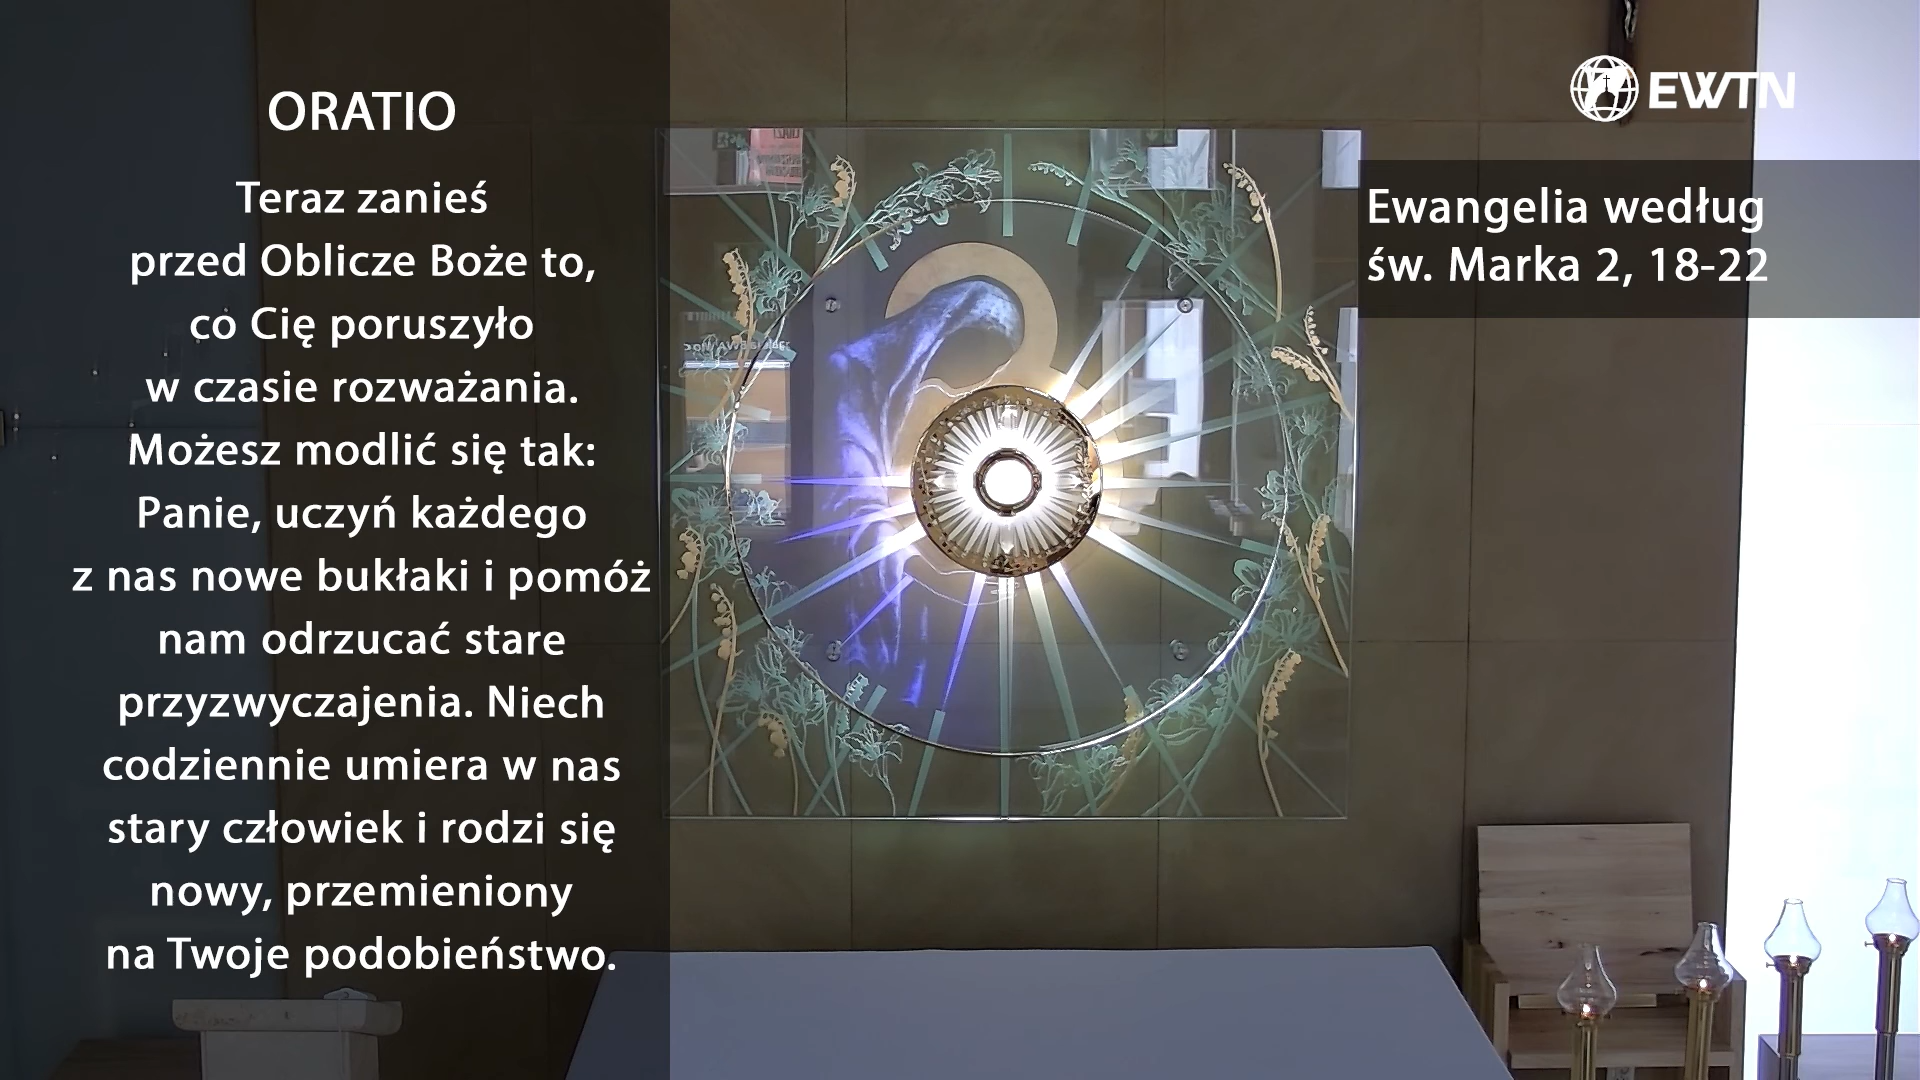 ORATIO
Teraz zanieś
przed Oblicze Boże to,
co Cię poruszyło
w czasie rozważania.
Możesz modlić się tak:
Panie, uczyń każdego
z nas nowe bukłaki i pomóż
nam odrzucać stare
przyzwyczajenia. Niech
codziennie umiera w nas
stary człowiek i rodzi się
nowy, przemieniony
na Twoje podobieństwo.
EWTN
Ewangelia według
św. Marka 2, 18-22